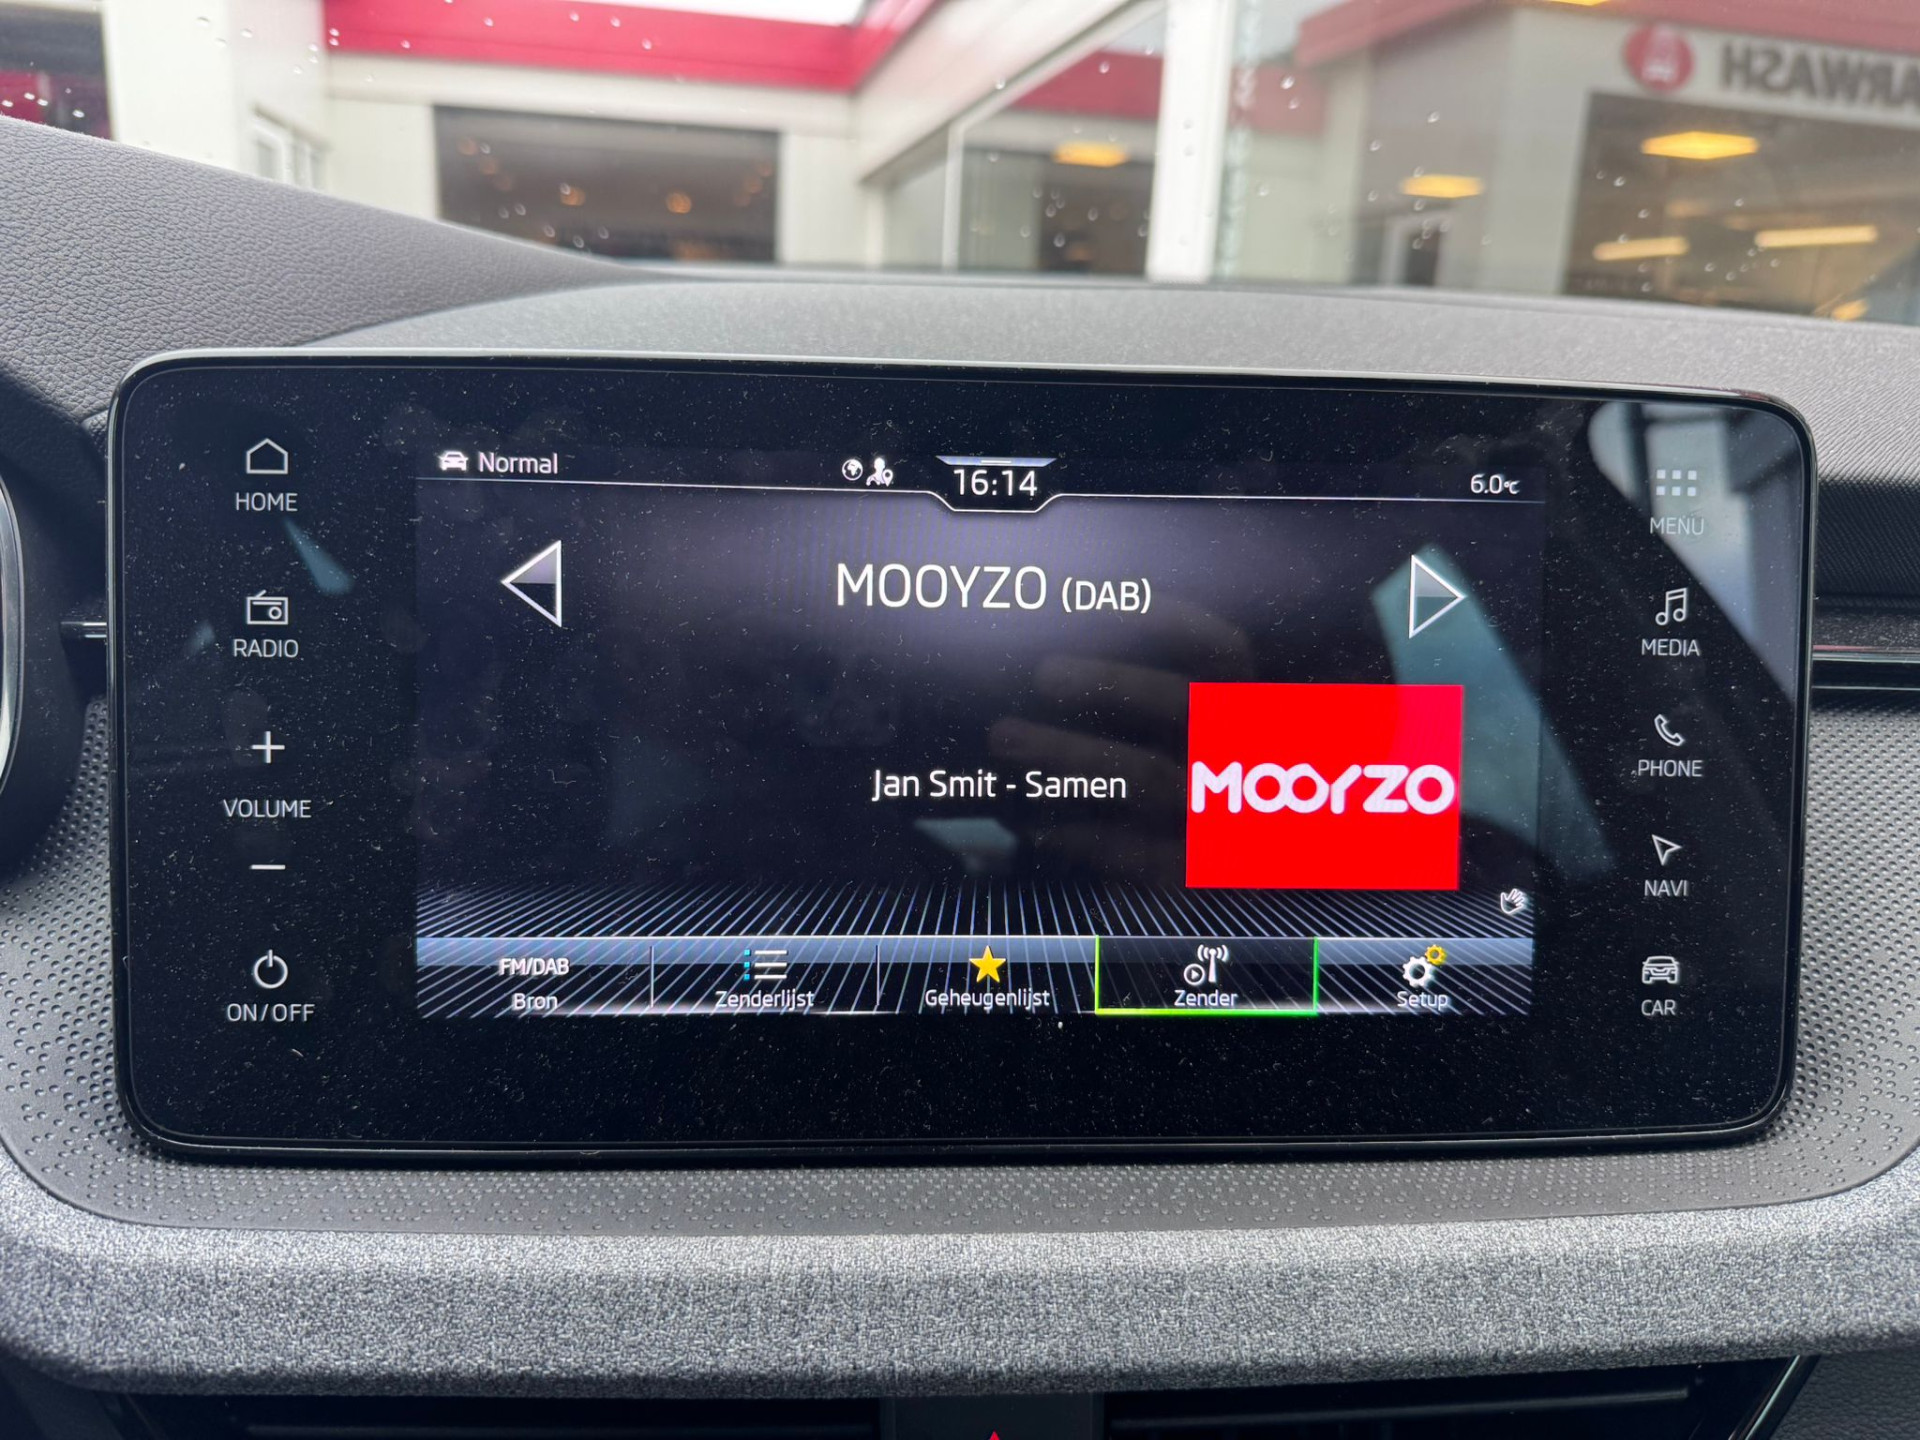 CARWASH
HOME
RADIO
+
VOLUME
−
ON/OFF
Normal
16:14
6.0°C
MOOYZO (DAB)
Jan Smit - Samen
MOOYZO
FM/DAB
Bron
Zenderlijst
Geheugenlijst
Zender
Setup
MENU
MEDIA
PHONE
NAVI
CAR